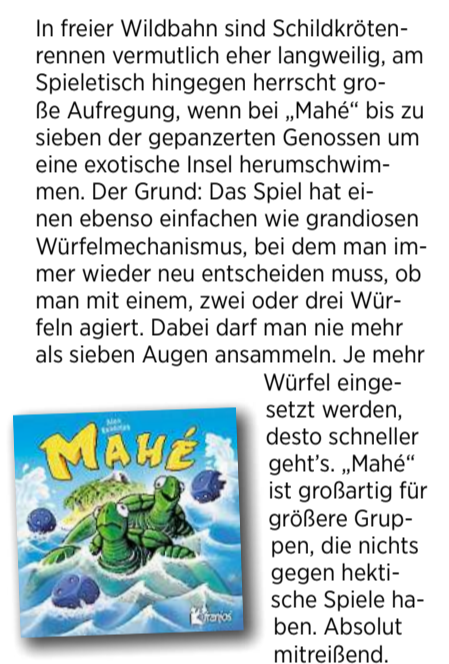 In freier Wildbahn sind Schildkröten-
rennen vermutlich eher langweilig, am
Spieletisch hingegen herrscht gro-
ße Aufregung, wenn bei „Mahé“ bis zu
sieben der gepanzerten Genossen um
eine exotische Insel herumschwim-
men. Der Grund: Das Spiel hat ei-
nen ebenso einfachen wie grandiosen
Würfelmechanismus, bei dem man im-
mer wieder neu entscheiden muss, ob
man mit einem, zwei oder drei Wür-
feln agiert. Dabei darf man nie mehr
als sieben Augen ansammeln. Je mehr
Würfel einge-
setzt werden,
desto schneller
geht’s. „Mahé“
ist großartig für
größere Grup-
pen, die nichts
gegen hekti-
sche Spiele ha-
ben. Absolut
mitreißend.
Alex
MAHÉ
franjos